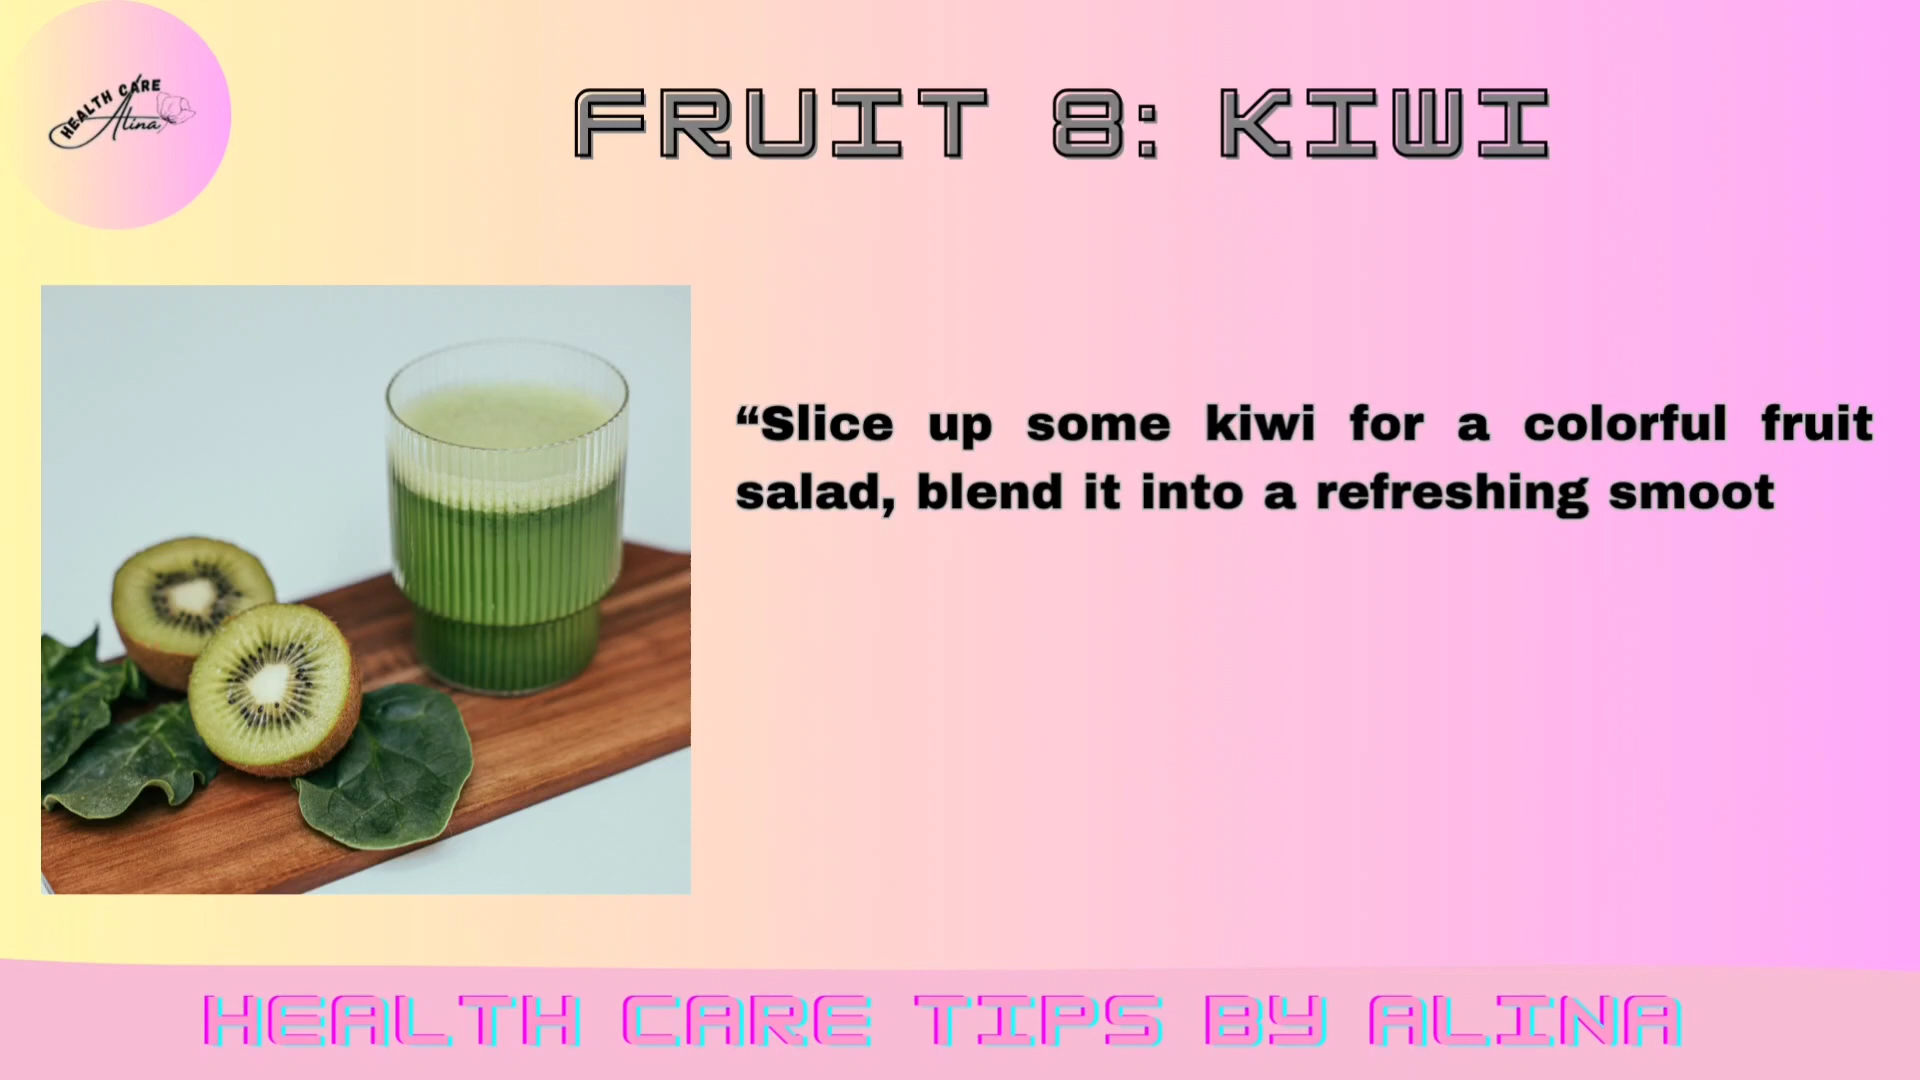 HEALTH CARE
Alina
FRUIT 8: KIWI
“Slice up some kiwi for a colorful fruit
salad, blend it into a refreshing smoot
HEALTH CARE TIPS BY ALINA